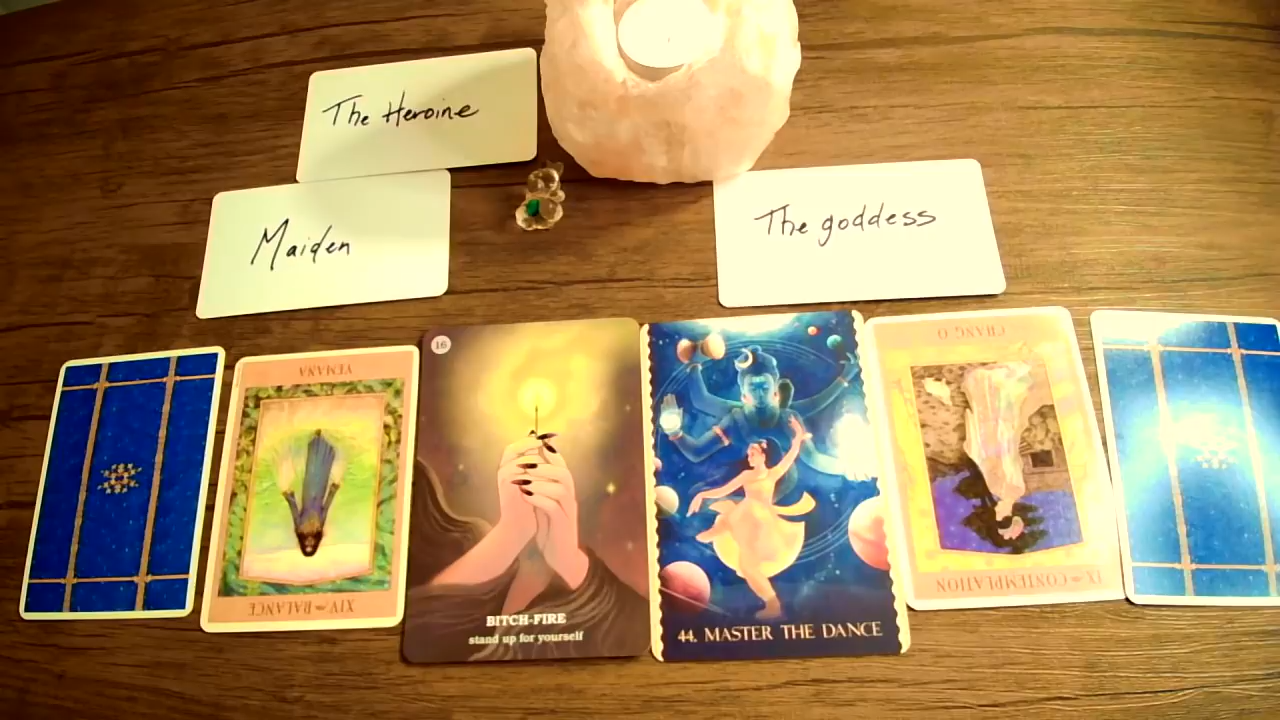 The Heroine
Maiden
The goddess
YEMANA
XIV BALANCE
16
BITCH-FIRE
stand up for yourself
44. MASTER THE DANCE
CHANG O
IX CONTEMPLATION